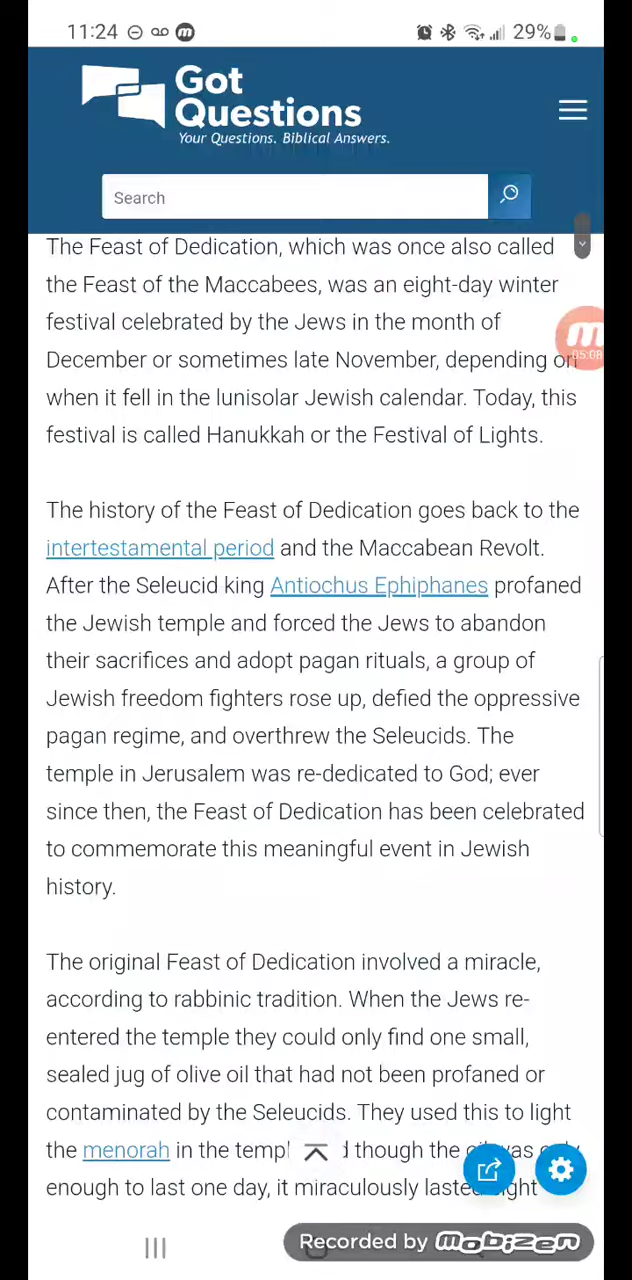 11:24
29%
Got
Questions
Your Questions. Biblical Answers.
Search
The Feast of Dedication, which was once also called
the Feast of the Maccabees, was an eight-day winter
festival celebrated by the Jews in the month of
December or sometimes late November, depending on
05:08
when it fell in the lunisolar Jewish calendar. Today, this
festival is called Hanukkah or the Festival of Lights.
The history of the Feast of Dedication goes back to the
intertestamental period and the Maccabean Revolt.
After the Seleucid king Antiochus Ephiphanes profaned
the Jewish temple and forced the Jews to abandon
their sacrifices and adopt pagan rituals, a group of
Jewish freedom fighters rose up, defied the oppressive
pagan regime, and overthrew the Seleucids. The
temple in Jerusalem was re-dedicated to God; ever
since then, the Feast of Dedication has been celebrated
to commemorate this meaningful event in Jewish
history.
The original Feast of Dedication involved a miracle,
according to rabbinic tradition. When the Jews re-
entered the temple they could only find one small,
sealed jug of olive oil that had not been profaned or
contaminated by the Seleucids. They used this to light
the menorah in the templ though the was
enough to last one day, it miraculously lasted
Recorded by mobizen